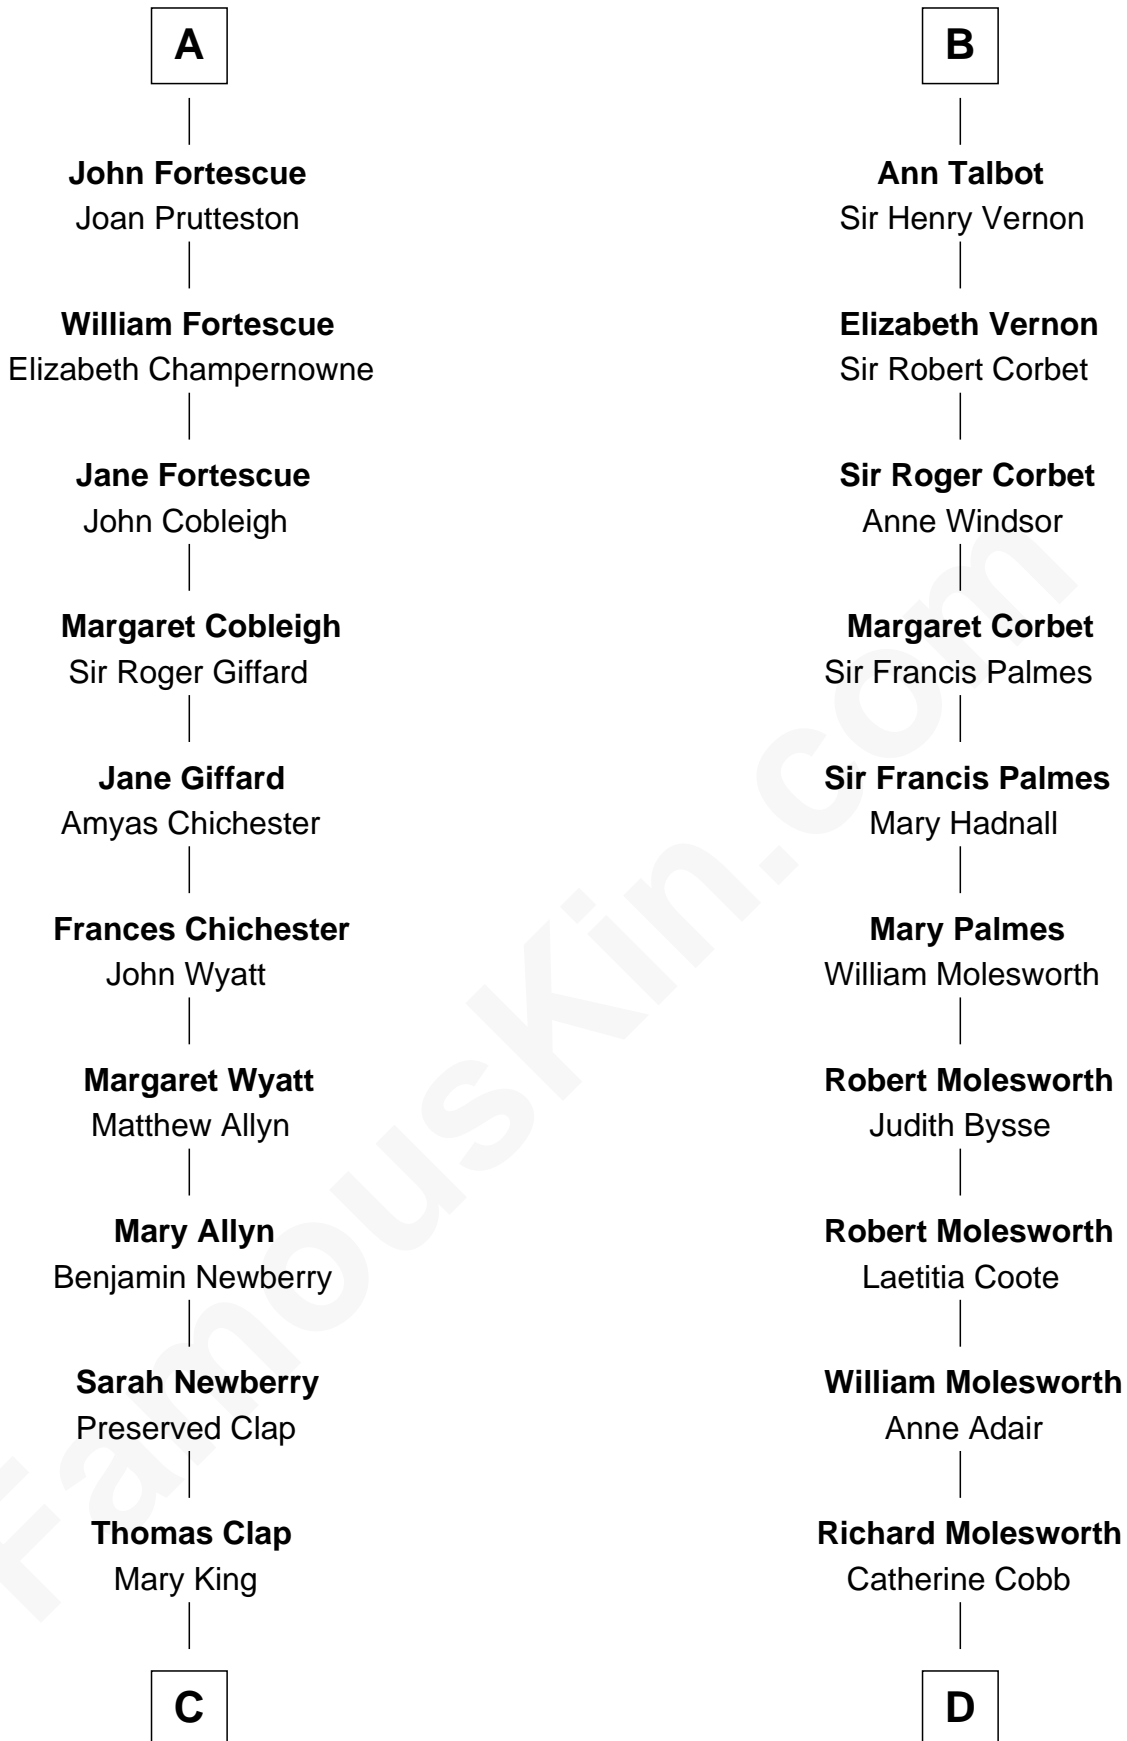 A
John Fortescue
Joan Prutteston
William Fortescue
Elizabeth Champernowne
Jane Fortescue
John Cobleigh
Margaret Cobleigh
Sir Roger Giffard
Jane Giffard
Amyas Chichester
Frances Chichester
John Wyatt
Margaret Wyatt
Matthew Allyn
Mary Allyn
Benjamin Newberry
Sarah Newberry
Preserved Clap
Thomas Clap
Mary King
C
B
Ann Talbot
Sir Henry Vernon
Elizabeth Vernon
Sir Robert Corbet
Sir Roger Corbet
Anne Windsor
Margaret Corbet
Sir Francis Palmes
Sir Francis Palmes
Mary Hadnall
Mary Palmes
William Molesworth
Robert Molesworth
Judith Bysse
Robert Molesworth
Laetitia Coote
William Molesworth
Anne Adair
Richard Molesworth
Catherine Cobb
D
FamousKin.com